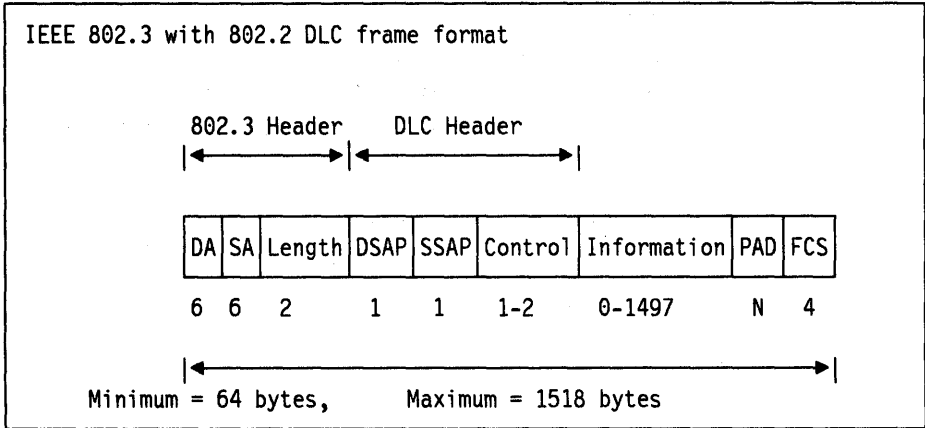 IEEE 802.3 with 802.2 DLC frame format
802.3 Header DLC Header
DA SA Length DSAP SSAP Control Information PAD FCS
6 6 2 1 1 1-2 0-1497 N 4
Minimum = 64 bytes, Maximum = 1518 bytes